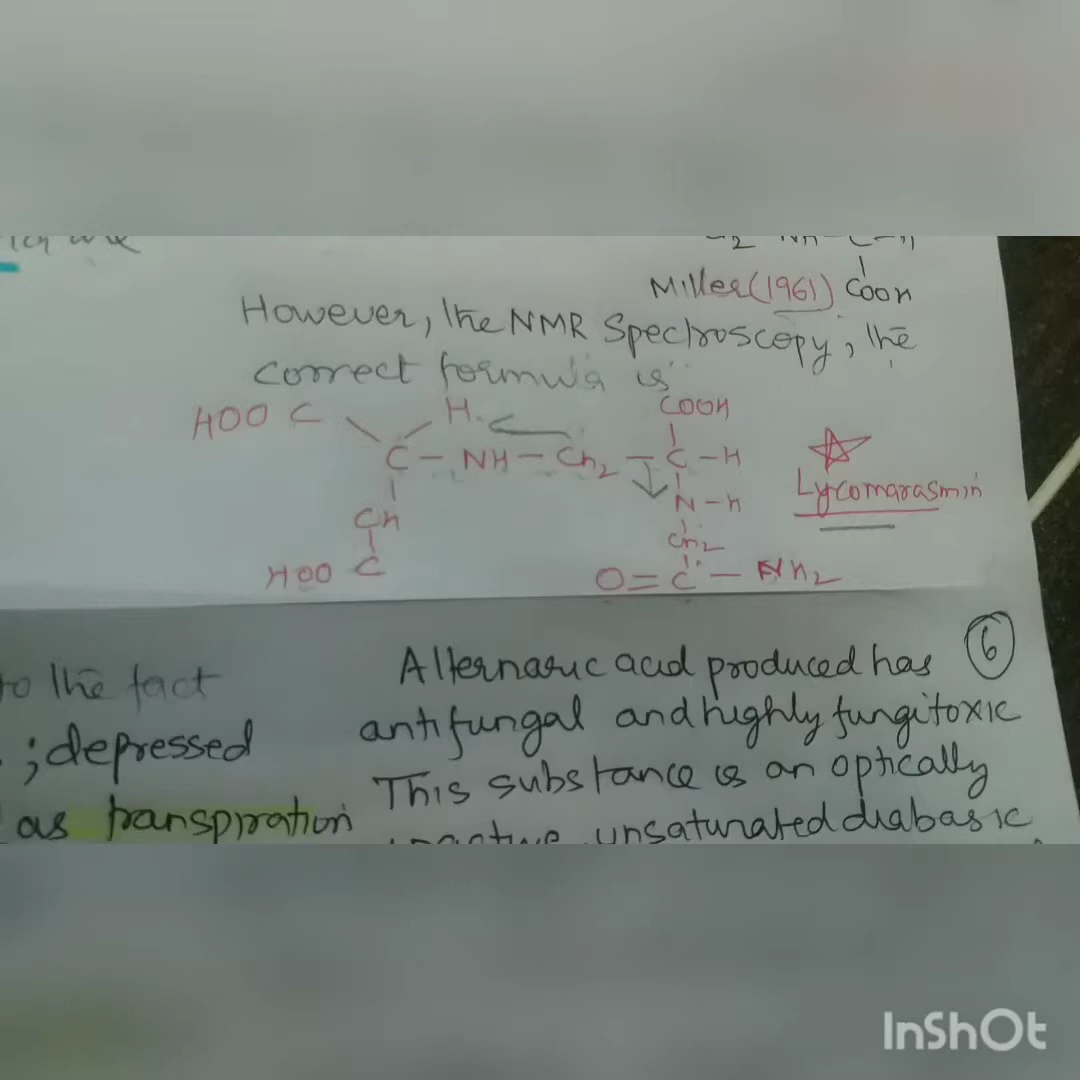 Miller (1961) Cooh
However, the NMR Spectroscopy, the
correct formula is
HOO C H COOH
C - NH - Ch2 - C - H
Lycomarasmin
N - h
Ch
Ch2
HOO C
O = C - Nh2
to the fact
; depressed
as transpiration
Alternaric acid produced has 6
antifungal and highly fungitoxic
This substance is an optically
unsaturated diabasic
InShOt